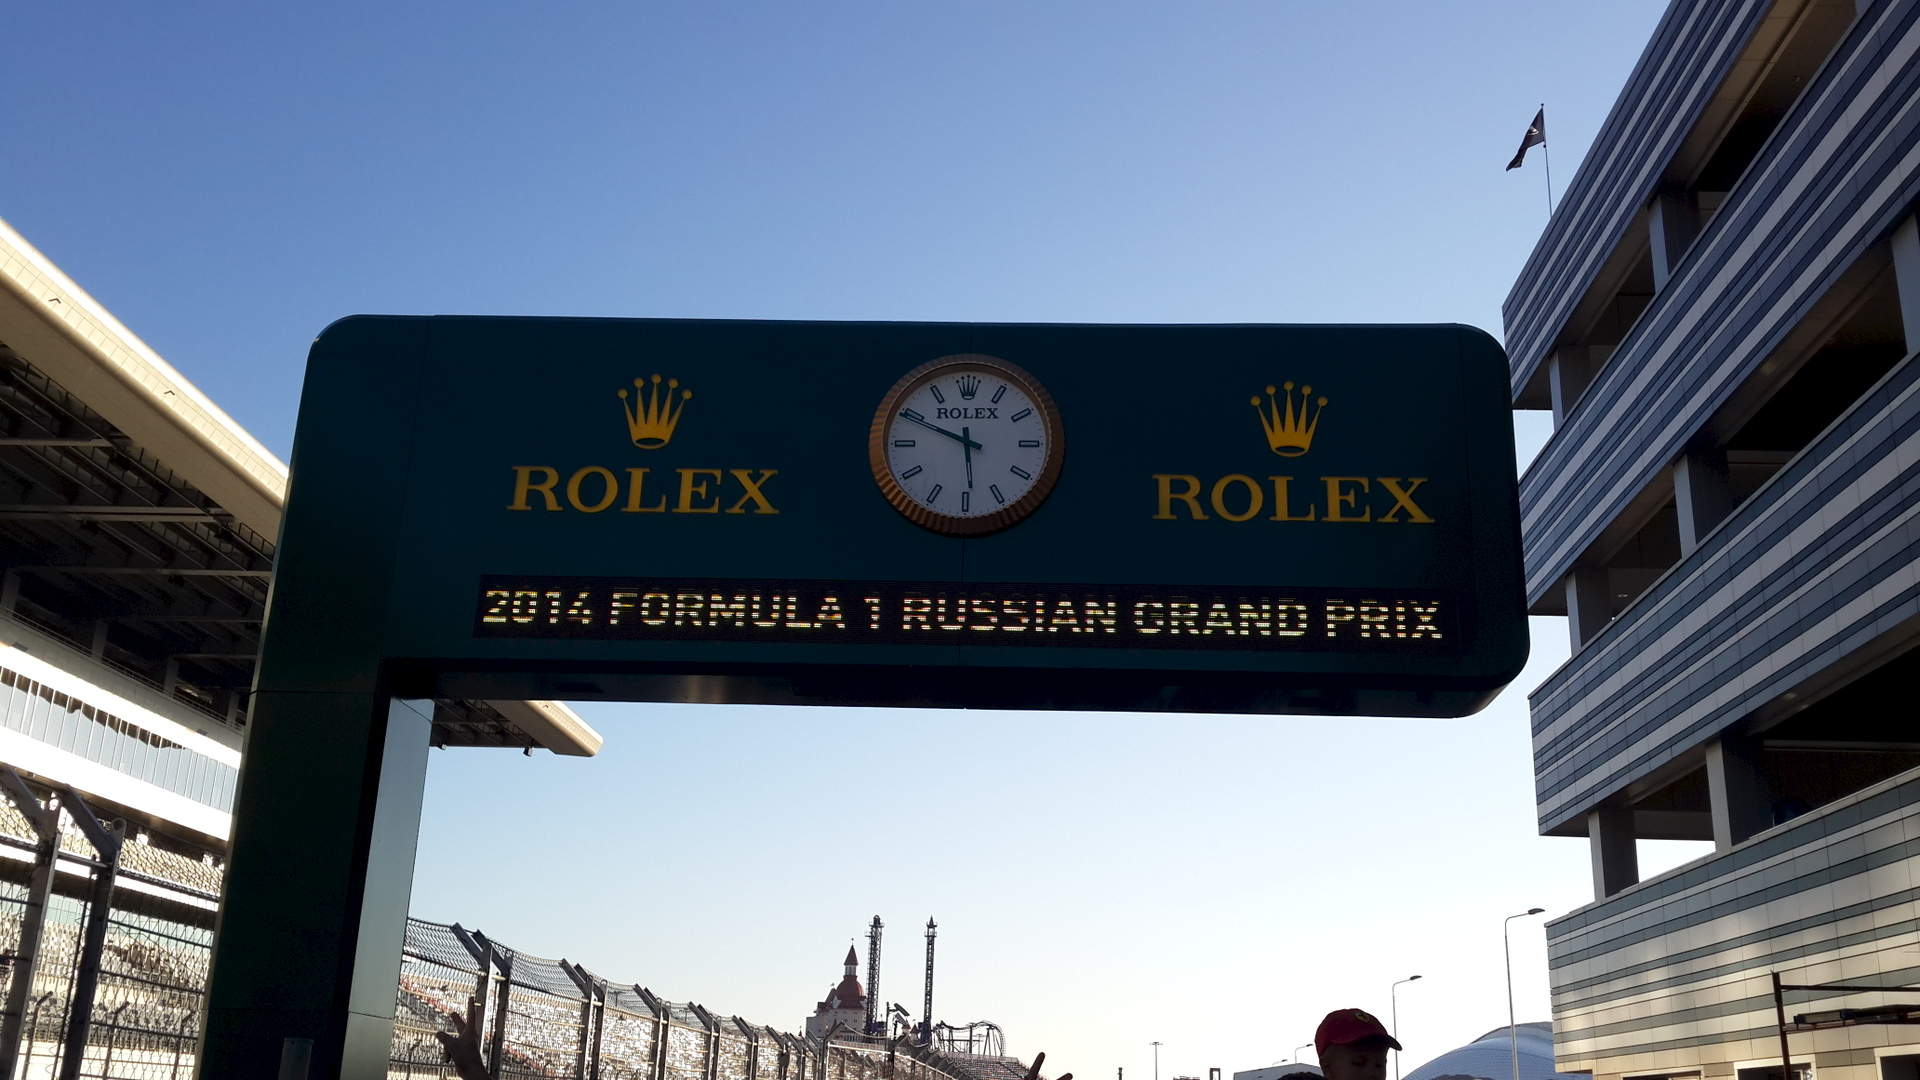 ROLEX
ROLEX
ROLEX
2014 FORMULA 1 RUSSIAN GRAND PRIX